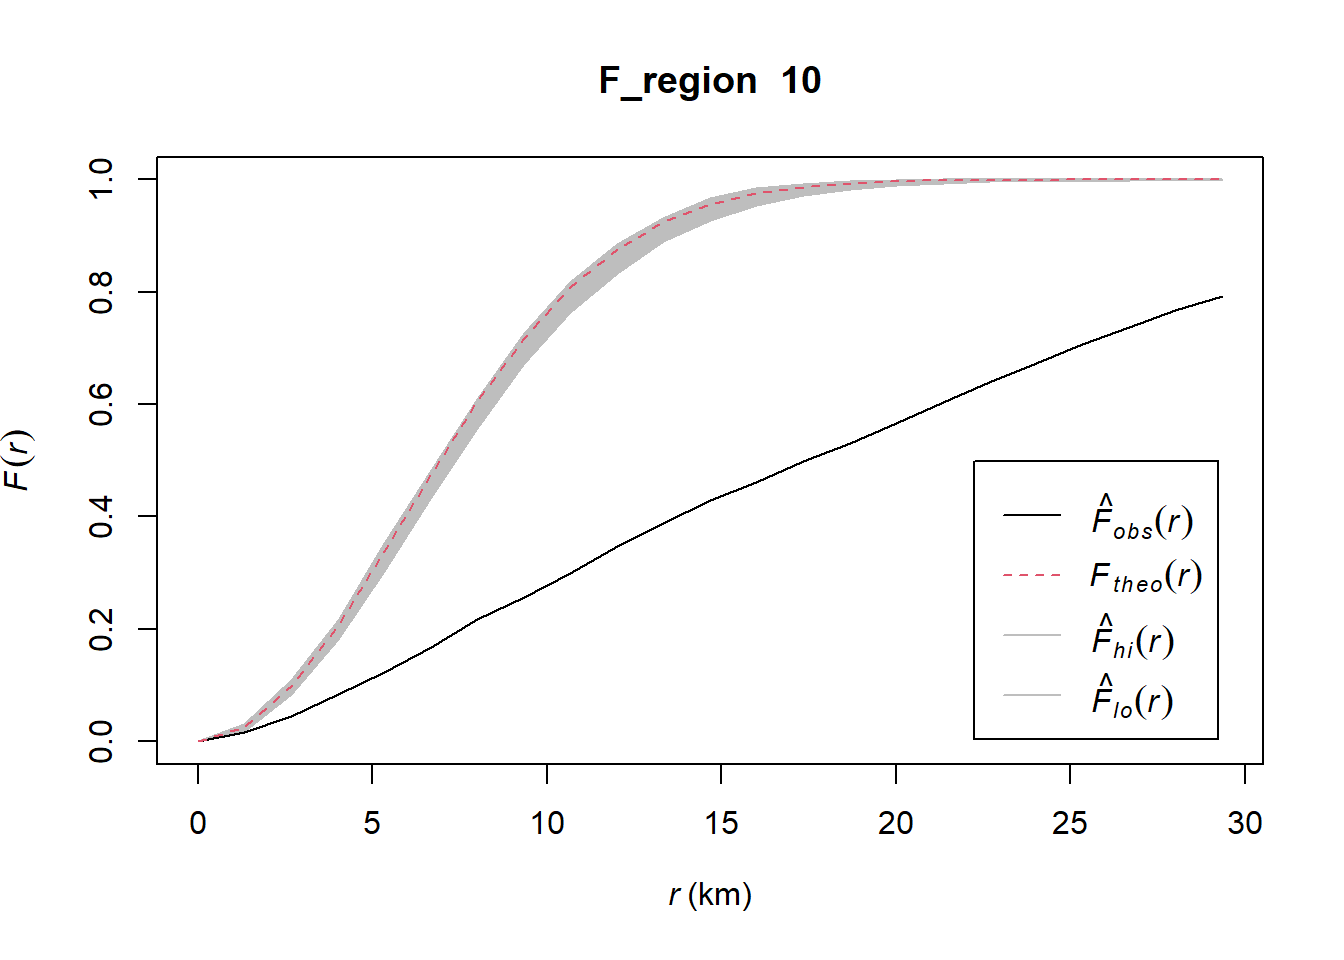 F_region  10
F(r)
1.0
0.8
0.6
0.4
0.2
0.0
F̂obs(r)
Ftheo(r)
F̂hi(r)
F̂lo(r)
0 5 10 15 20 25 30
r (km)